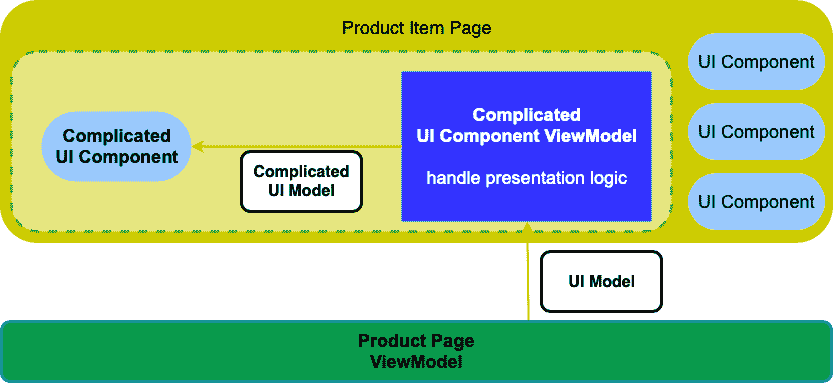 Product Item Page
UI Component
Complicated
UI Component ViewModel
Complicated
UI Component
UI Component
Complicated
UI Model
handle presentation logic
UI Component
UI Model
Product Page
ViewModel